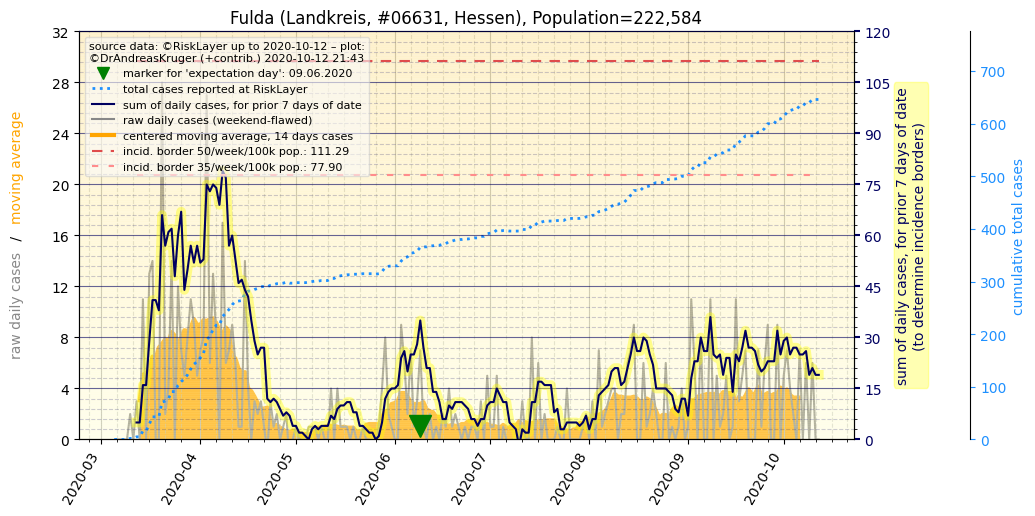 Fulda (Landkreis, #06631, Hessen), Population=222,584
source data: ©RiskLayer up to 2020-10-12 – plot:
©DrAndreasKruger (+contrib.) 2020-10-12 21:43
marker for 'expectation day': 09.06.2020
total cases reported at RiskLayer
sum of daily cases, for prior 7 days of date
raw daily cases (weekend-flawed)
centered moving average, 14 days cases
incid. border 50/week/100k pop.: 111.29
incid. border 35/week/100k pop.: 77.90
raw daily cases / moving average
32
28
24
20
16
12
8
4
0
2020-03
2020-04
2020-05
2020-06
2020-07
2020-08
2020-09
2020-10
120
105
90
75
60
45
30
15
0
sum of daily cases, for prior 7 days of date
(to determine incidence borders)
700
600
500
400
300
200
100
0
cumulative total cases